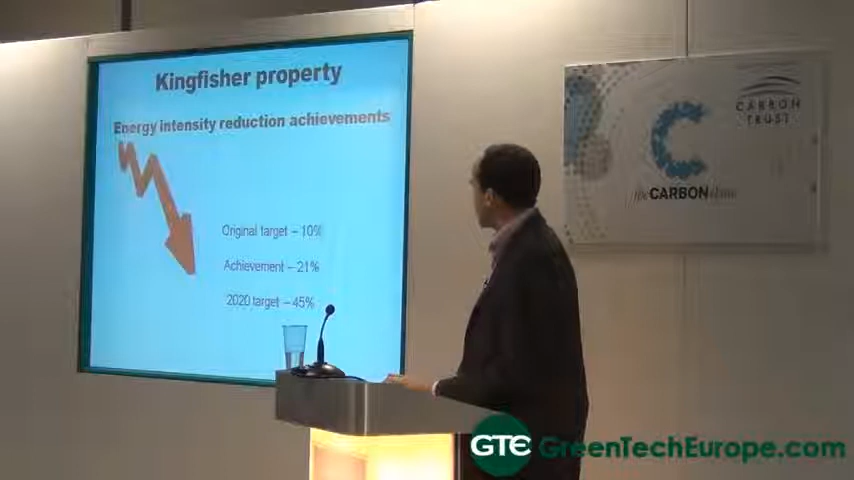 Kingfisher property
Energy intensity reduction achievements
Original target – 10%
Achievement – 21%
2020 target – 45%
CARBON
TRUST
the CARBON show
GTE GreenTechEurope.com